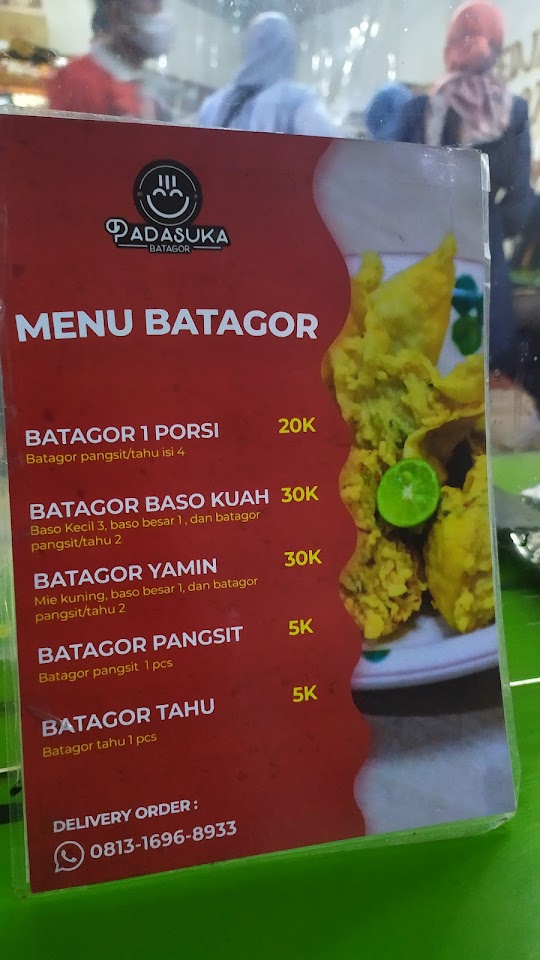 PADASUKA
BATAGOR
MENU BATAGOR
BATAGOR 1 PORSI 20K
Batagor pangsit/tahu isi 4
BATAGOR BASO KUAH 30K
Baso Kecil 3, baso besar 1 , dan batagor
pangsit/tahu 2
BATAGOR YAMIN 30K
Mie kuning, baso besar 1, dan batagor
pangsit/tahu 2
BATAGOR PANGSIT 5K
Batagor pangsit 1 pcs
BATAGOR TAHU 5K
Batagor tahu 1 pcs
DELIVERY ORDER :
0813-1696-8933